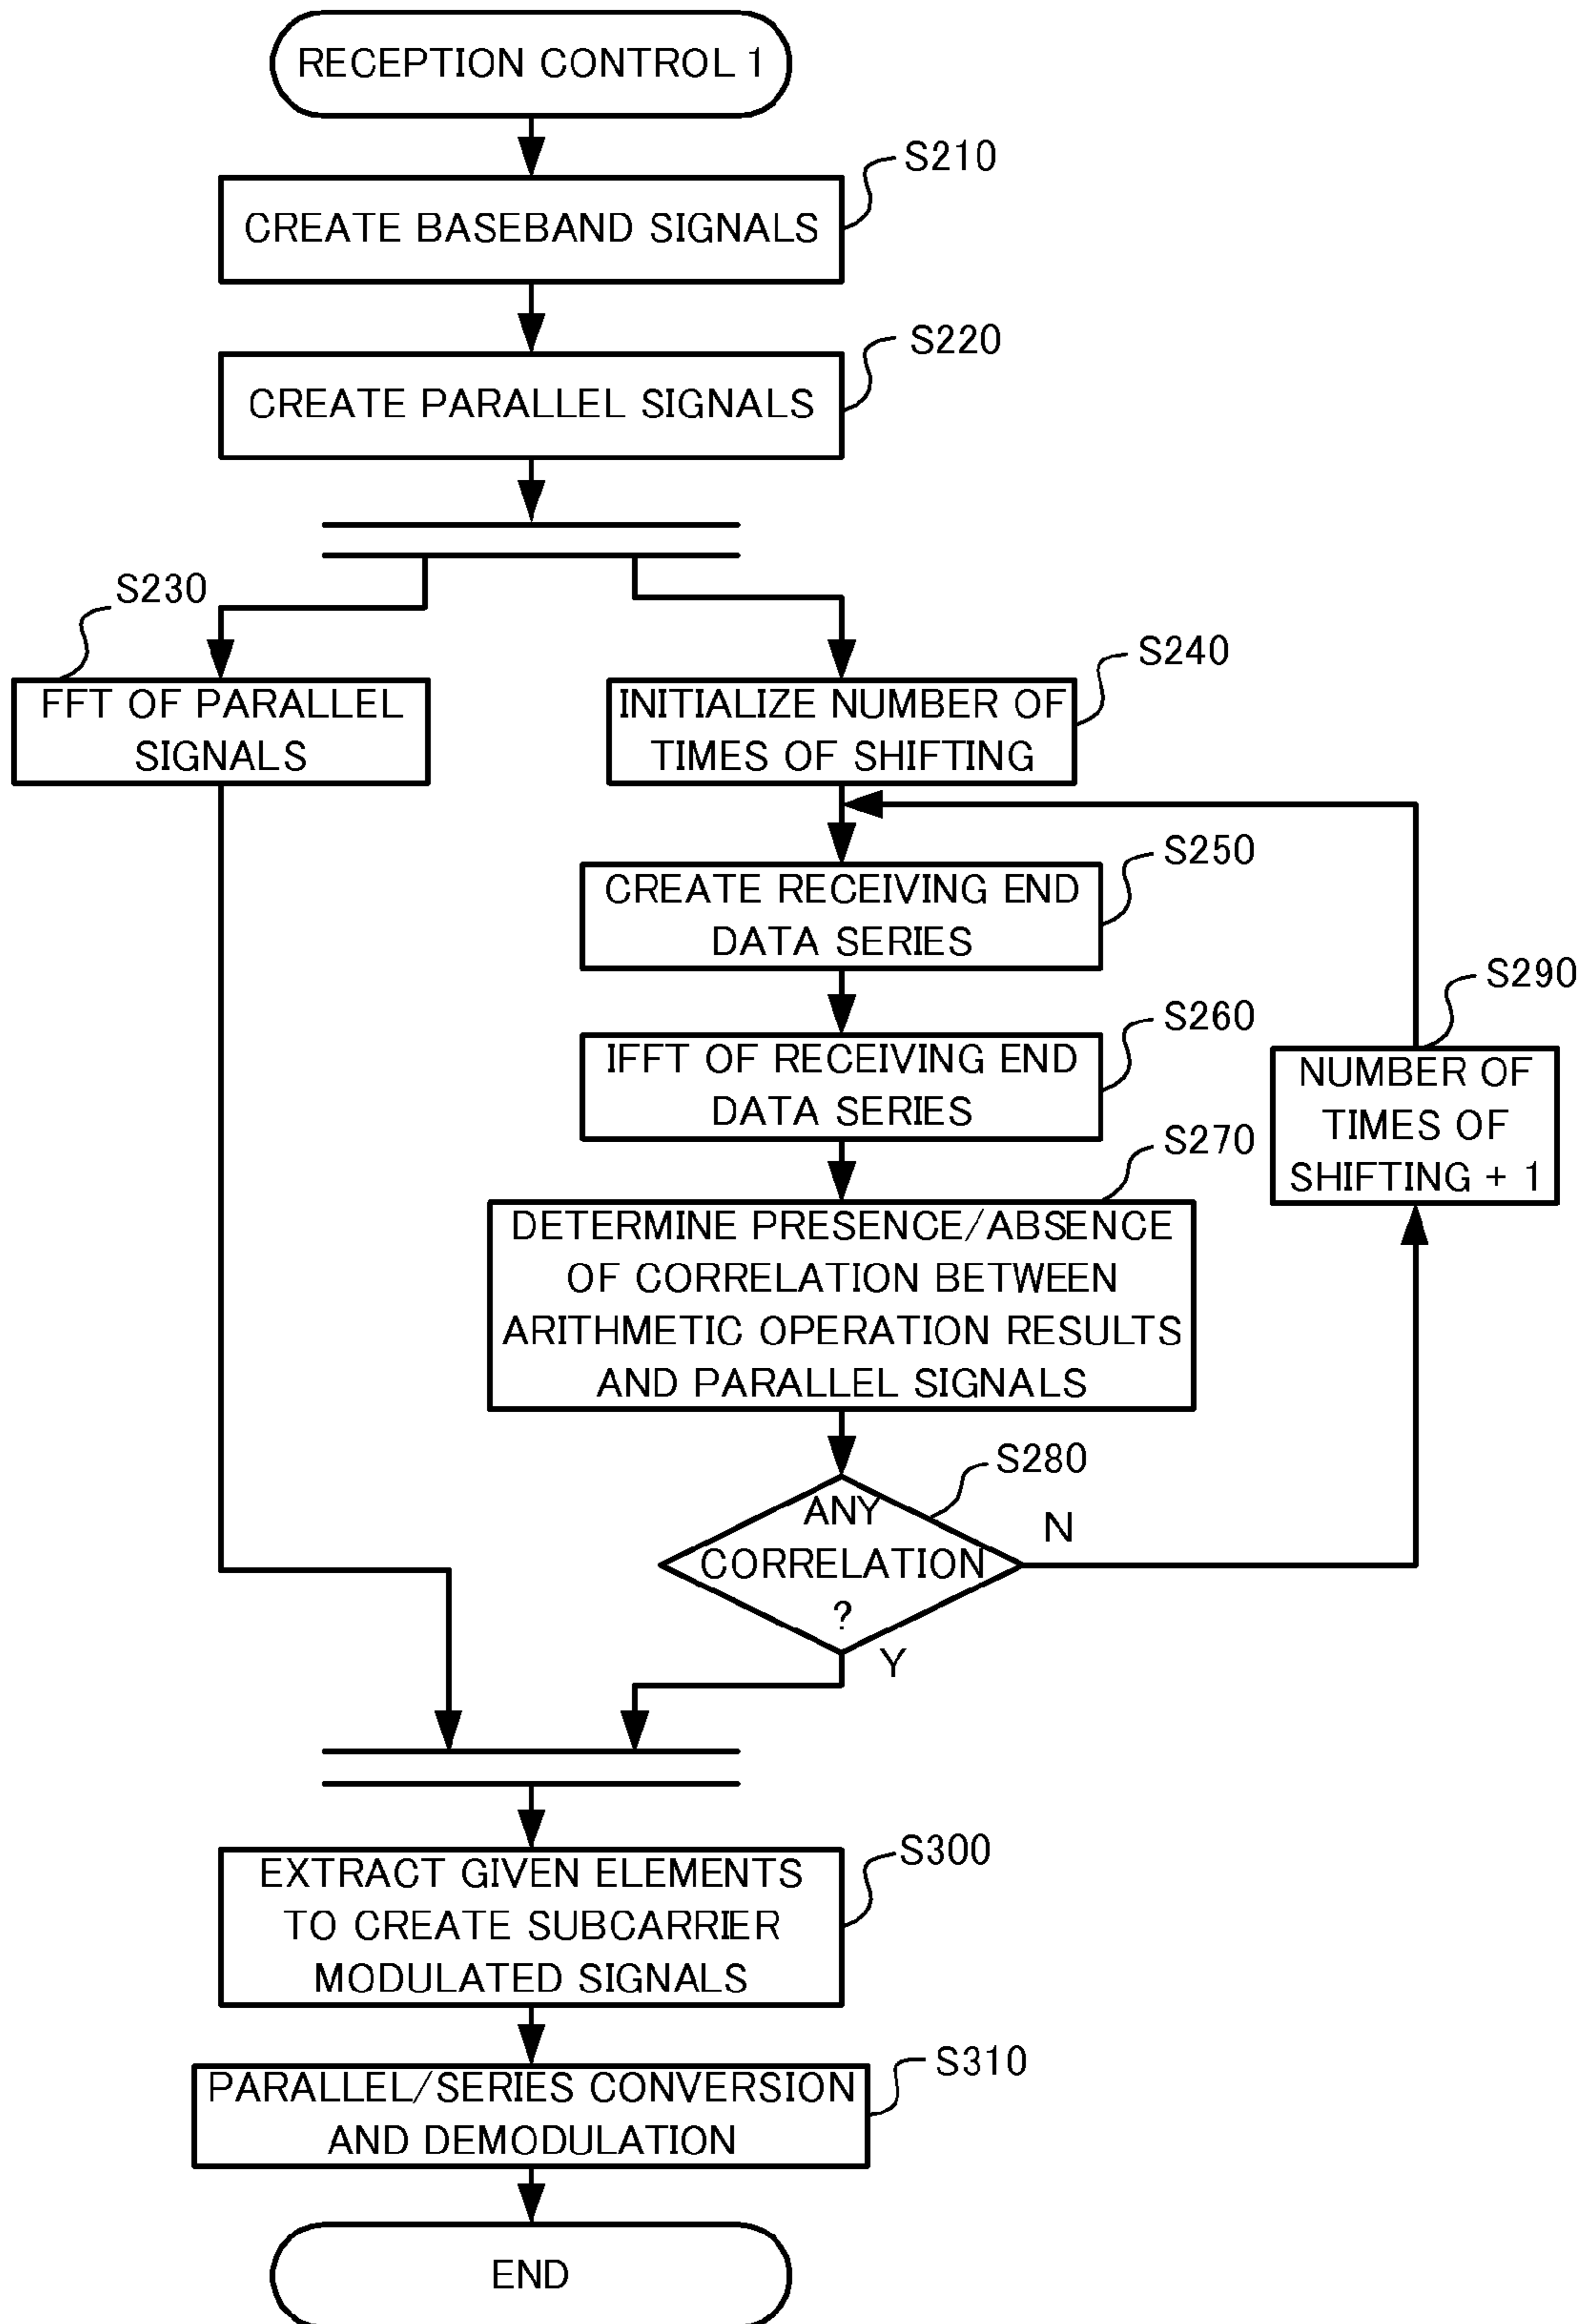 RECEPTION CONTROL 1
S210
CREATE BASEBAND SIGNALS
S220
CREATE PARALLEL SIGNALS
S230
FFT OF PARALLEL
SIGNALS
S240
INITIALIZE NUMBER OF
TIMES OF SHIFTING
S250
CREATE RECEIVING END
DATA SERIES
S260
IFFT OF RECEIVING END
DATA SERIES
S290
NUMBER OF
TIMES OF
SHIFTING + 1
S270
DETERMINE PRESENCE/ABSENCE
OF CORRELATION BETWEEN
ARITHMETIC OPERATION RESULTS
AND PARALLEL SIGNALS
S280
ANY
CORRELATION
?
N
Y
S300
EXTRACT GIVEN ELEMENTS
TO CREATE SUBCARRIER
MODULATED SIGNALS
S310
PARALLEL/SERIES CONVERSION
AND DEMODULATION
END